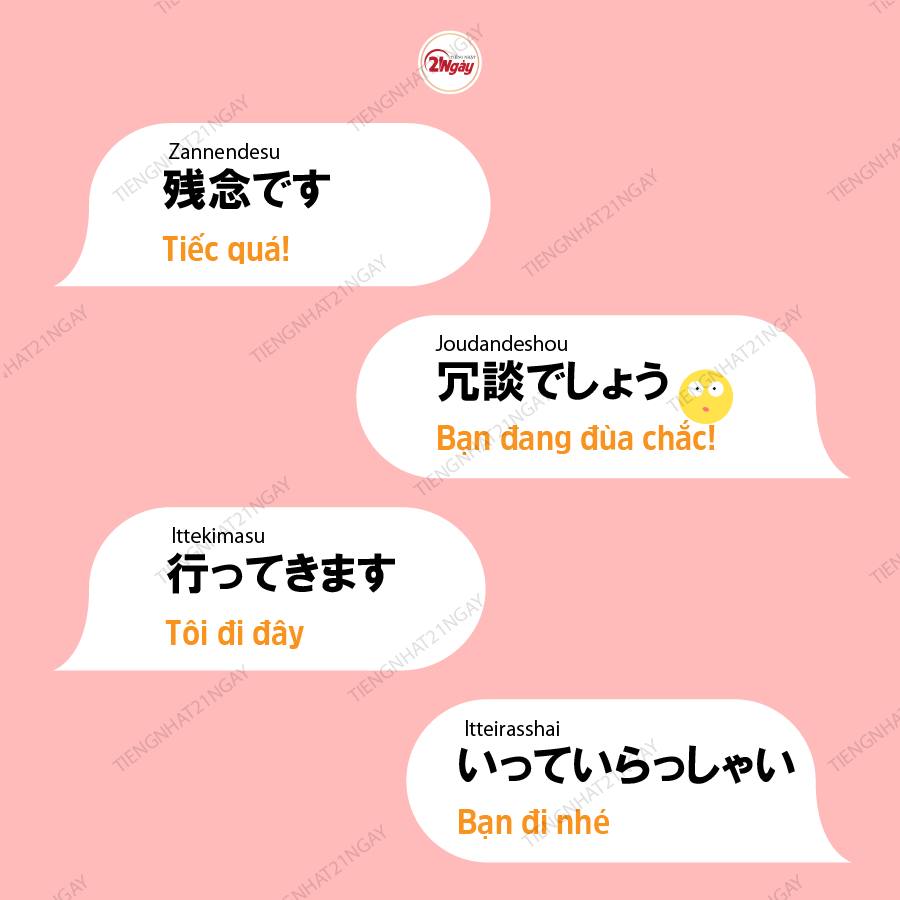 TIẾNG NHẬT
21Ngày
Zannendesu
残念です
Tiếc quá!
Joudandeshou
冗談でしょう
Bạn đang đùa chắc!
Ittekimasu
行ってきます
Tôi đi đây
Itteirasshai
いっていらっしゃい
Bạn đi nhé
TIENGNHAT21NGAY